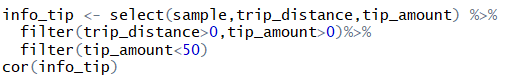 info_tip <- select(sample,trip_distance,tip_amount) %>%
  filter(trip_distance>0,tip_amount>0)%>%
  filter(tip_amount<50)
cor(info_tip)